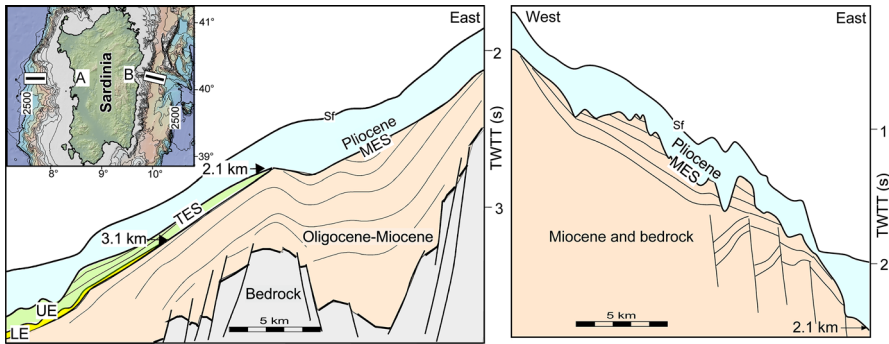 41°
A
B
Sardinia
40°
2500
2500
39°
8°
9°
10°
East
2
Sf
Pliocene
MES
2.1 km
TWTT (s)
TES
3.1 km
3
Oligocene-Miocene
Bedrock
UE
LE
5 km
West
East
Sf
1
Pliocene
MES
TWTT (s)
Miocene and bedrock
2
5 km
2.1 km